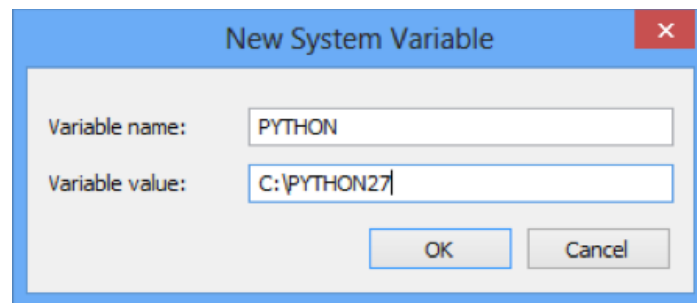 New System Variable
Variable name: PYTHON
Variable value: C:\PYTHON27
OK Cancel